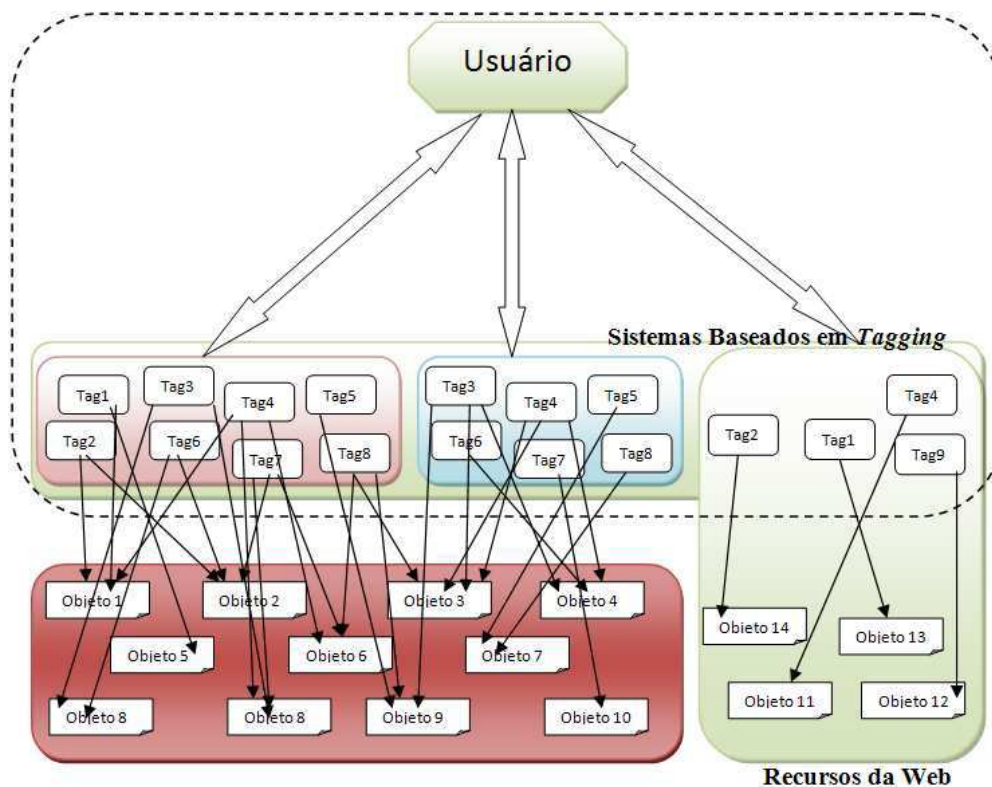 Usuário
Sistemas Baseados em Tagging
Tag1
Tag3
Tag4
Tag5
Tag2
Tag6
Tag7
Tag8
Tag3
Tag4
Tag5
Tag6
Tag7
Tag8
Tag4
Tag2
Tag1
Tag9
Objeto 1
Objeto 2
Objeto 3
Objeto 4
Objeto 5
Objeto 6
Objeto 7
Objeto 8
Objeto 8
Objeto 9
Objeto 10
Objeto 14
Objeto 13
Objeto 11
Objeto 12
Recursos da Web